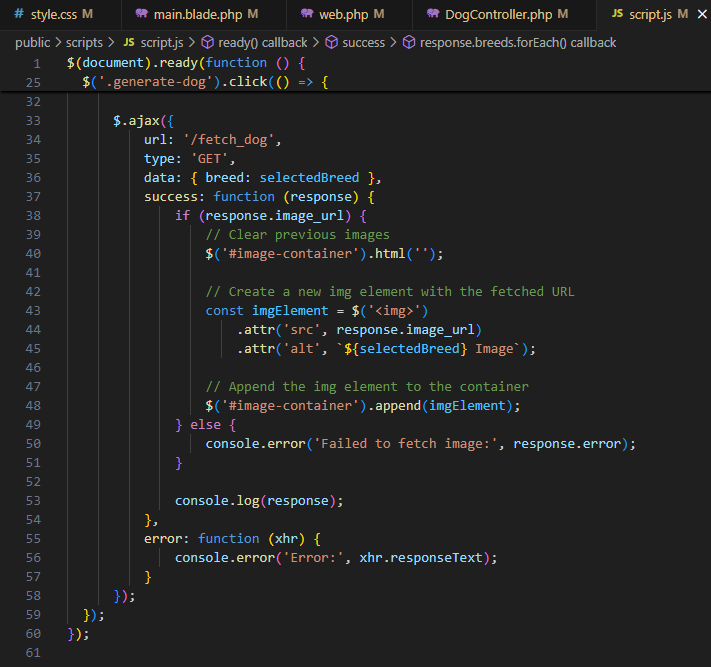 # style.css M main.blade.php M web.php M DogController.php M JS script.js M ×
public > scripts > JS script.js > ready() callback > success > response.breeds.forEach() callback
1 $(document).ready(function () {
25 $('.generate-dog').click(() => {
32
33 $.ajax({
34 url: '/fetch_dog',
35 type: 'GET',
36 data: { breed: selectedBreed },
37 success: function (response) {
38 if (response.image_url) {
39 // Clear previous images
40 $('#image-container').html('');
41
42 // Create a new img element with the fetched URL
43 const imgElement = $('<img>')
44 .attr('src', response.image_url)
45 .attr('alt', `${selectedBreed} Image`);
46
47 // Append the img element to the container
48 $('#image-container').append(imgElement);
49 } else {
50 console.error('Failed to fetch image:', response.error);
51 }
52
53 console.log(response);
54 },
55 error: function (xhr) {
56 console.error('Error:', xhr.responseText);
57 }
58 });
59 });
60 });
61